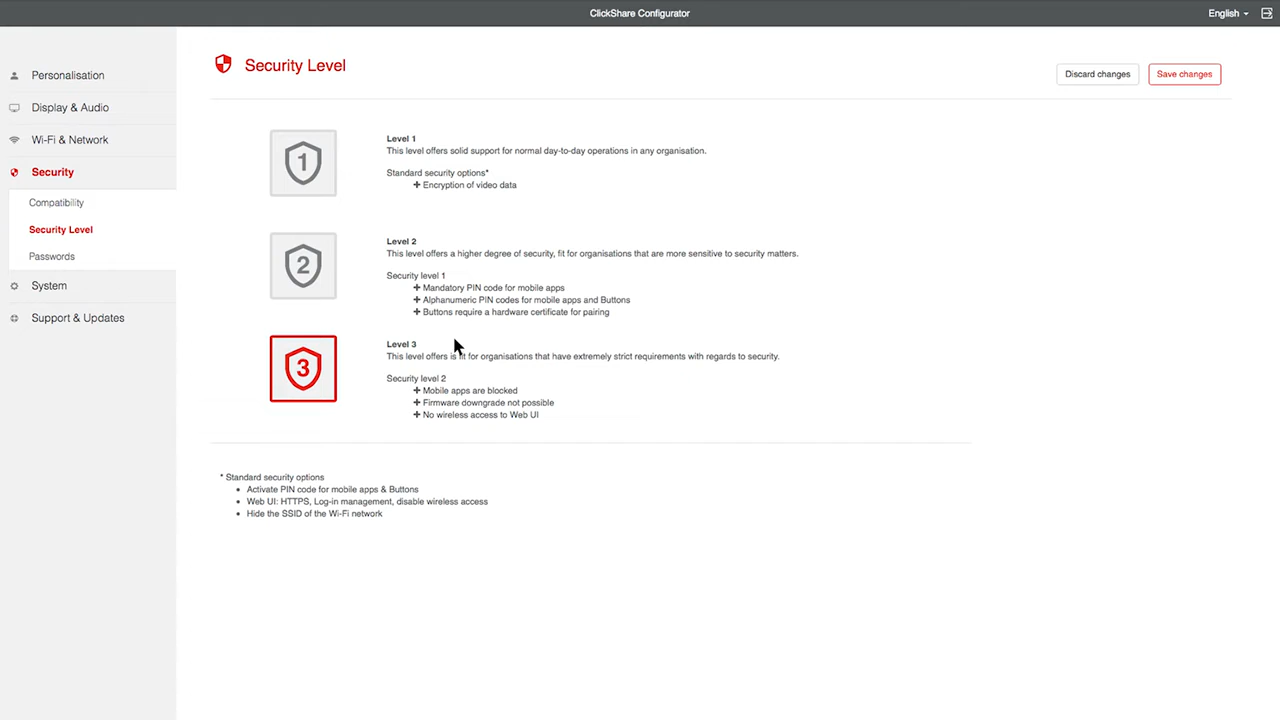 ClickShare Configurator
English
Personalisation
Display & Audio
Wi-Fi & Network
Security
Compatibility
Security Level
Passwords
System
Support & Updates
Security Level
Discard changes
Save changes
1
Level 1
This level offers solid support for normal day-to-day operations in any organisation.
Standard security options*
+ Encryption of video data
2
Level 2
This level offers a higher degree of security, fit for organisations that are more sensitive to security matters.
Security level 1
+ Mandatory PIN code for mobile apps
+ Alphanumeric PIN codes for mobile apps and Buttons
+ Buttons require a hardware certificate for pairing
3
Level 3
This level offers is fit for organisations that have extremely strict requirements with regards to security.
Security level 2
+ Mobile apps are blocked
+ Firmware downgrade not possible
+ No wireless access to Web UI
* Standard security options
• Activate PIN code for mobile apps & Buttons
• Web UI: HTTPS, Log-in management, disable wireless access
• Hide the SSID of the Wi-Fi network